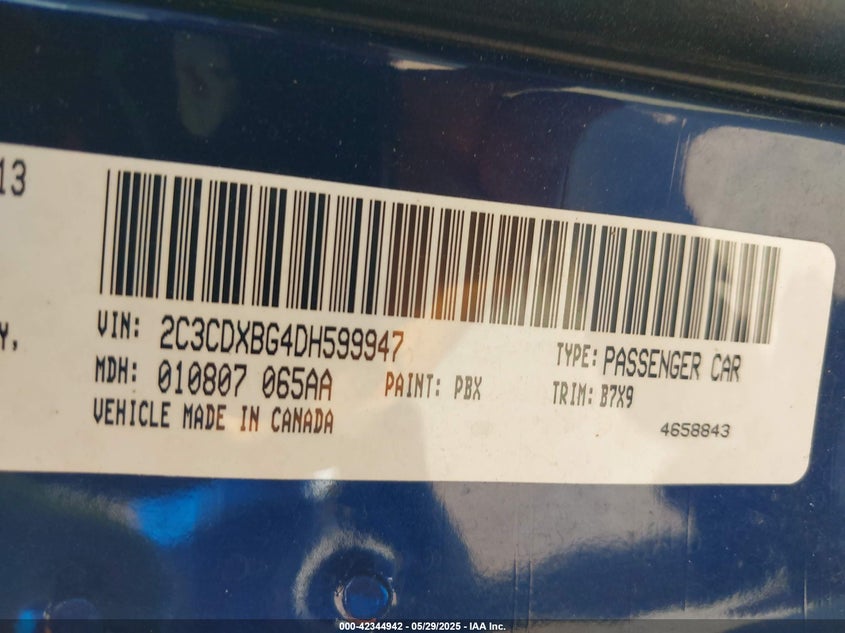 13
Y,
VIN: 2C3CDXBG4DH599947
TYPE: PASSENGER CAR
MDH: 010807 065AA
PAINT: PBX
TRIM: B7X9
VEHICLE MADE IN CANADA
4658843
000-42344942 - 05/29/2025 - IAA Inc.